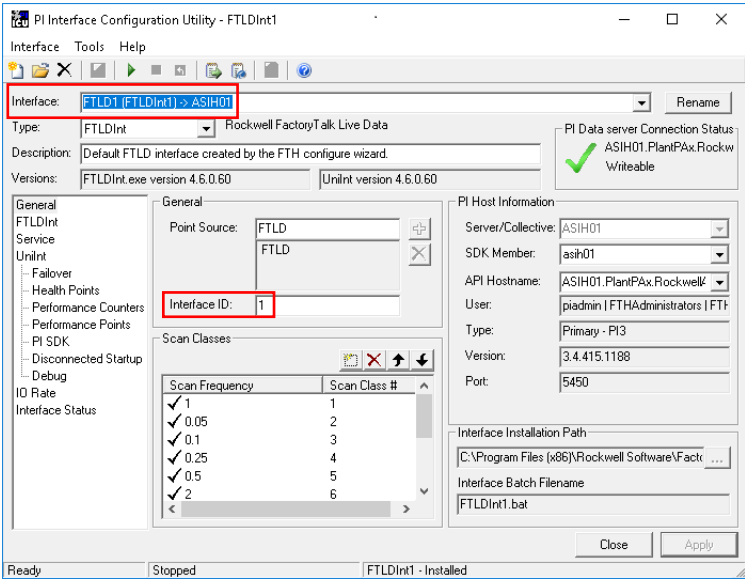 PI Interface Configuration Utility - FTLDInt1
Interface Tools Help
Interface: FTLD1 (FTLDInt1) -> ASIH01 Rename
Type: FTLDInt Rockwell FactoryTalk Live Data
Description: Default FTLD interface created by the FTH configure wizard.
Versions: FTLDInt.exe version 4.6.0.60 UniInt version 4.6.0.60
PI Data server Connection Status
ASIH01.PlantPAx.Rockw
Writeable
General
FTLDInt
Service
UniInt
Failover
Health Points
Performance Counters
Performance Points
PI SDK
Disconnected Startup
Debug
IO Rate
Interface Status
General
Point Source: FTLD
FTLD
Interface ID: 1
Scan Classes
Scan Frequency Scan Class #
1 1
0.05 2
0.1 3
0.25 4
0.5 5
2 6
PI Host Information
Server/Collective: ASIH01
SDK Member: asih01
API Hostname: ASIH01.PlantPAx.Rockwell
User: piadmin | FTHAdministrators | FTH
Type: Primary - PI3
Version: 3.4.415.1188
Port: 5450
Interface Installation Path
C:\Program Files (x86)\Rockwell Software\Facto ...
Interface Batch Filename
FTLDInt1.bat
Close Apply
Ready Stopped FTLDInt1 - Installed